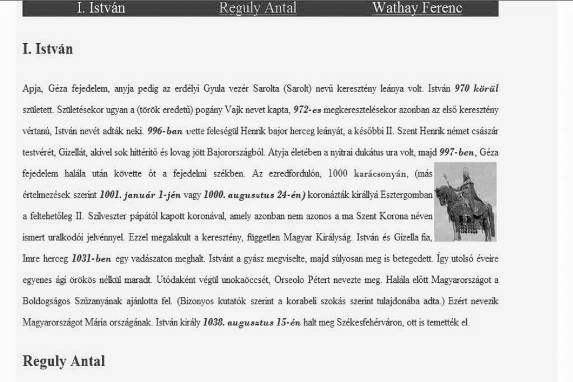 I. István Reguly Antal Wathay Ferenc
I. István
Apja, Géza fejedelem, anyja pedig az erdélyi Gyula vezér Sarolta (Sarolt) nevű keresztény leánya volt. István 970 körül
született. Születésekor ugyan a (török eredetű) pogány Vajk nevet kapta, 972-es megkeresztelésekor azonban az első keresztény
vértanú, István nevét adták neki. 996-ban vette feleségül Henrik bajor herceg leányát, a későbbi II. Szent Henrik német császár
testvérét, Gizellát, akivel sok hittérítő és lovag jött Bajorországból. Atyja életében a nyitrai dukátus ura volt, majd 997-ben, Géza
fejedelem halála után követte őt a fejedelmi székben. Az ezredfordulón, 1000 karácsonyán, (más
értelmezések szerint 1001. január 1-jén vagy 1000. augusztus 24-én) koronázták királlyá Esztergomban
a feltehetőleg II. Szilveszter pápától kapott koronával, amely azonban nem azonos a ma Szent Korona néven
ismert uralkodói jelvénnyel. Ezzel megalakult a keresztény, független Magyar Királyság. István és Gizella fia,
Imre herceg 1031-ben egy vadászaton meghalt. Istvánt a gyász megviselte, majd súlyosan meg is betegedett. Így utolsó éveire
egyenes ági örökös nélkül maradt. Utódaként végül unokaöccsét, Orseolo Pétert nevezte meg. Halála előtt Magyarországot a
Boldogságos Szűzanyának ajánlotta fel. (Bizonyos kutatók szerint a korabeli szokás szerint tulajdonába adta.) Ezért nevezik
Magyarországot Mária országának. István király 1038. augusztus 15-én halt meg Székesfehérváron, ott is temették el.
Reguly Antal